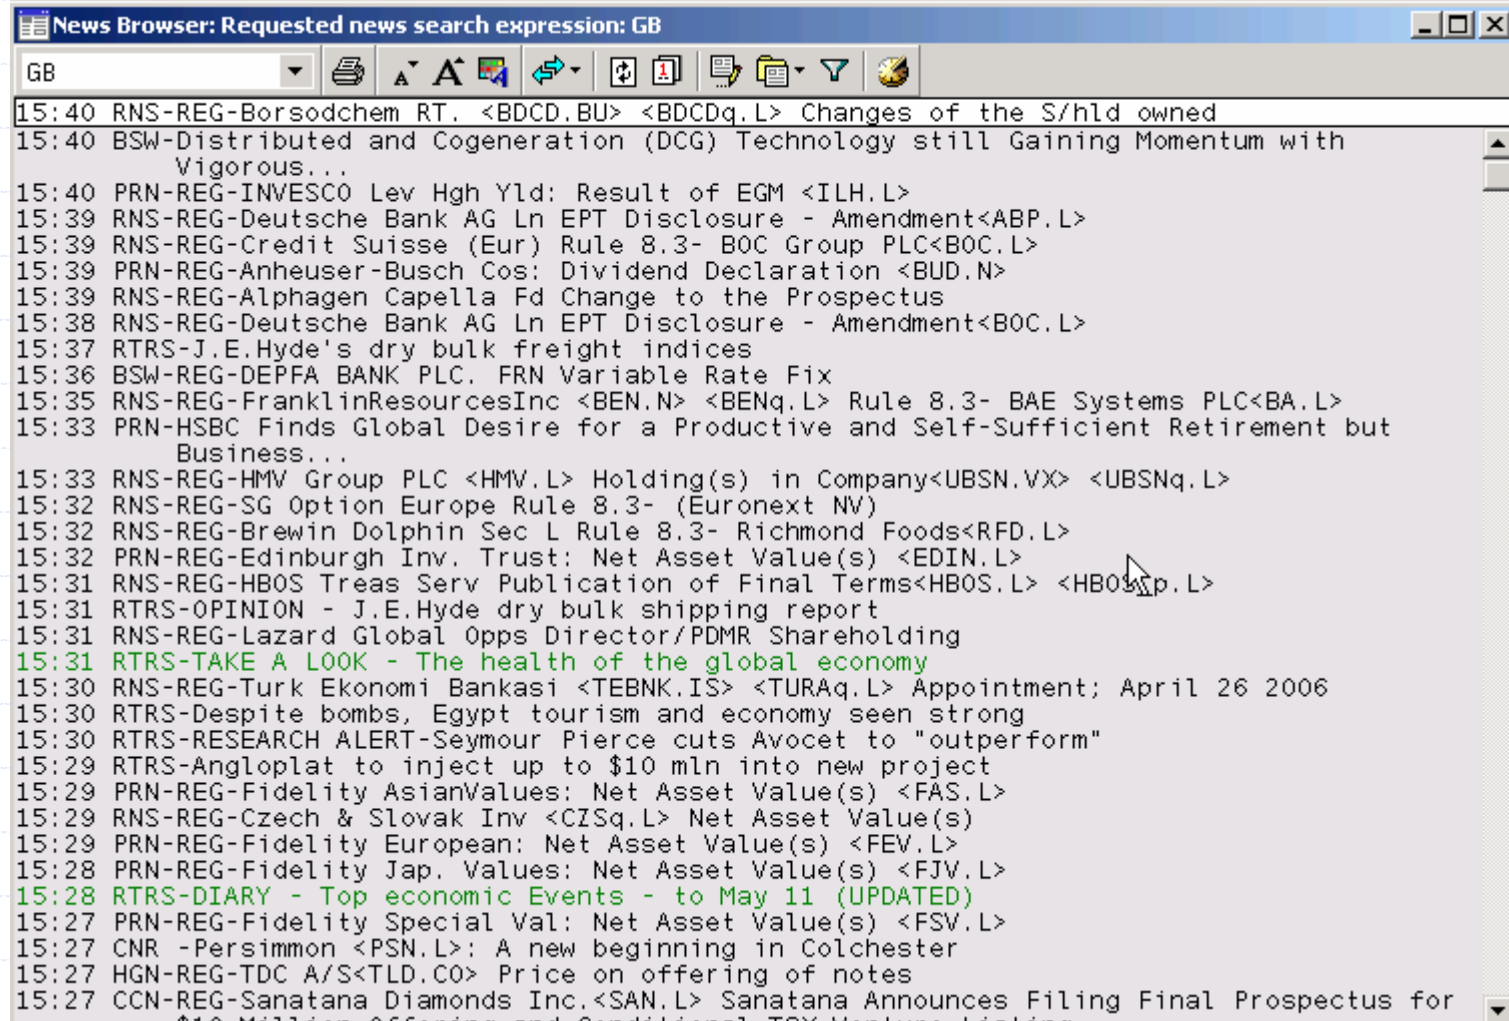 News Browser: Requested news search expression: GB
GB
15:40 RNS-REG-Borsodchem RT. <BDCD.BU> <BDCDq.L> Changes of the S/hld owned
15:40 BSW-Distributed and Cogeneration (DCG) Technology still Gaining Momentum with
Vigorous...
15:40 PRN-REG-INVESCO Lev Hgh Yld: Result of EGM <ILH.L>
15:39 RNS-REG-Deutsche Bank AG Ln EPT Disclosure - Amendment<ABP.L>
15:39 RNS-REG-Credit Suisse (Eur) Rule 8.3- BOC Group PLC<BOC.L>
15:39 PRN-REG-Anheuser-Busch Cos: Dividend Declaration <BUD.N>
15:39 RNS-REG-Alphagen Capella Fd Change to the Prospectus
15:38 RNS-REG-Deutsche Bank AG Ln EPT Disclosure - Amendment<BOC.L>
15:37 RTRS-J.E.Hyde's dry bulk freight indices
15:36 BSW-REG-DEPFA BANK PLC. FRN Variable Rate Fix
15:35 RNS-REG-FranklinResourcesInc <BEN.N> <BENq.L> Rule 8.3- BAE Systems PLC<BA.L>
15:33 PRN-HSBC Finds Global Desire for a Productive and Self-Sufficient Retirement but
Business...
15:33 RNS-REG-HMV Group PLC <HMV.L> Holding(s) in Company<UBSN.VX> <UBSNq.L>
15:32 RNS-REG-SG Option Europe Rule 8.3- (Euronext NV)
15:32 RNS-REG-Brewin Dolphin Sec L Rule 8.3- Richmond Foods<RFD.L>
15:32 PRN-REG-Edinburgh Inv. Trust: Net Asset Value(s) <EDIN.L>
15:31 RNS-REG-HBOS Treas Serv Publication of Final Terms<HBOS.L>
15:31 RTRS-OPINION - J.E.Hyde dry bulk shipping report
15:31 RNS-REG-Lazard Global Opps Director/PDMR Shareholding
15:31 RTRS-TAKE A LOOK - The health of the global economy
15:30 RNS-REG-Turk Ekonomi Bankasi <TEBNK.IS> <TURAq.L> Appointment; April 26 2006
15:30 RTRS-Despite bombs, Egypt tourism and economy seen strong
15:30 RTRS-RESEARCH ALERT-Seymour Pierce cuts Avocet to "outperform"
15:29 RTRS-Angloplat to inject up to $10 mln into new project
15:29 PRN-REG-Fidelity AsianValues: Net Asset Value(s) <FAS.L>
15:29 RNS-REG-Czech & Slovak Inv <CZSq.L> Net Asset Value(s)
15:29 PRN-REG-Fidelity European: Net Asset Value(s) <FEV.L>
15:28 PRN-REG-Fidelity Jap. Values: Net Asset Value(s) <FJV.L>
15:28 RTRS-DIARY - Top economic Events - to May 11 (UPDATED)
15:27 PRN-REG-Fidelity Special Val: Net Asset Value(s) <FSV.L>
15:27 CNR -Persimmon <PSN.L>: A new beginning in Colchester
15:27 HGN-REG-TDC A/S<TLD.CO> Price on offering of notes
15:27 CCN-REG-Sanatana Diamonds Inc.<SAN.L> Sanatana Announces Filing Final Prospectus for